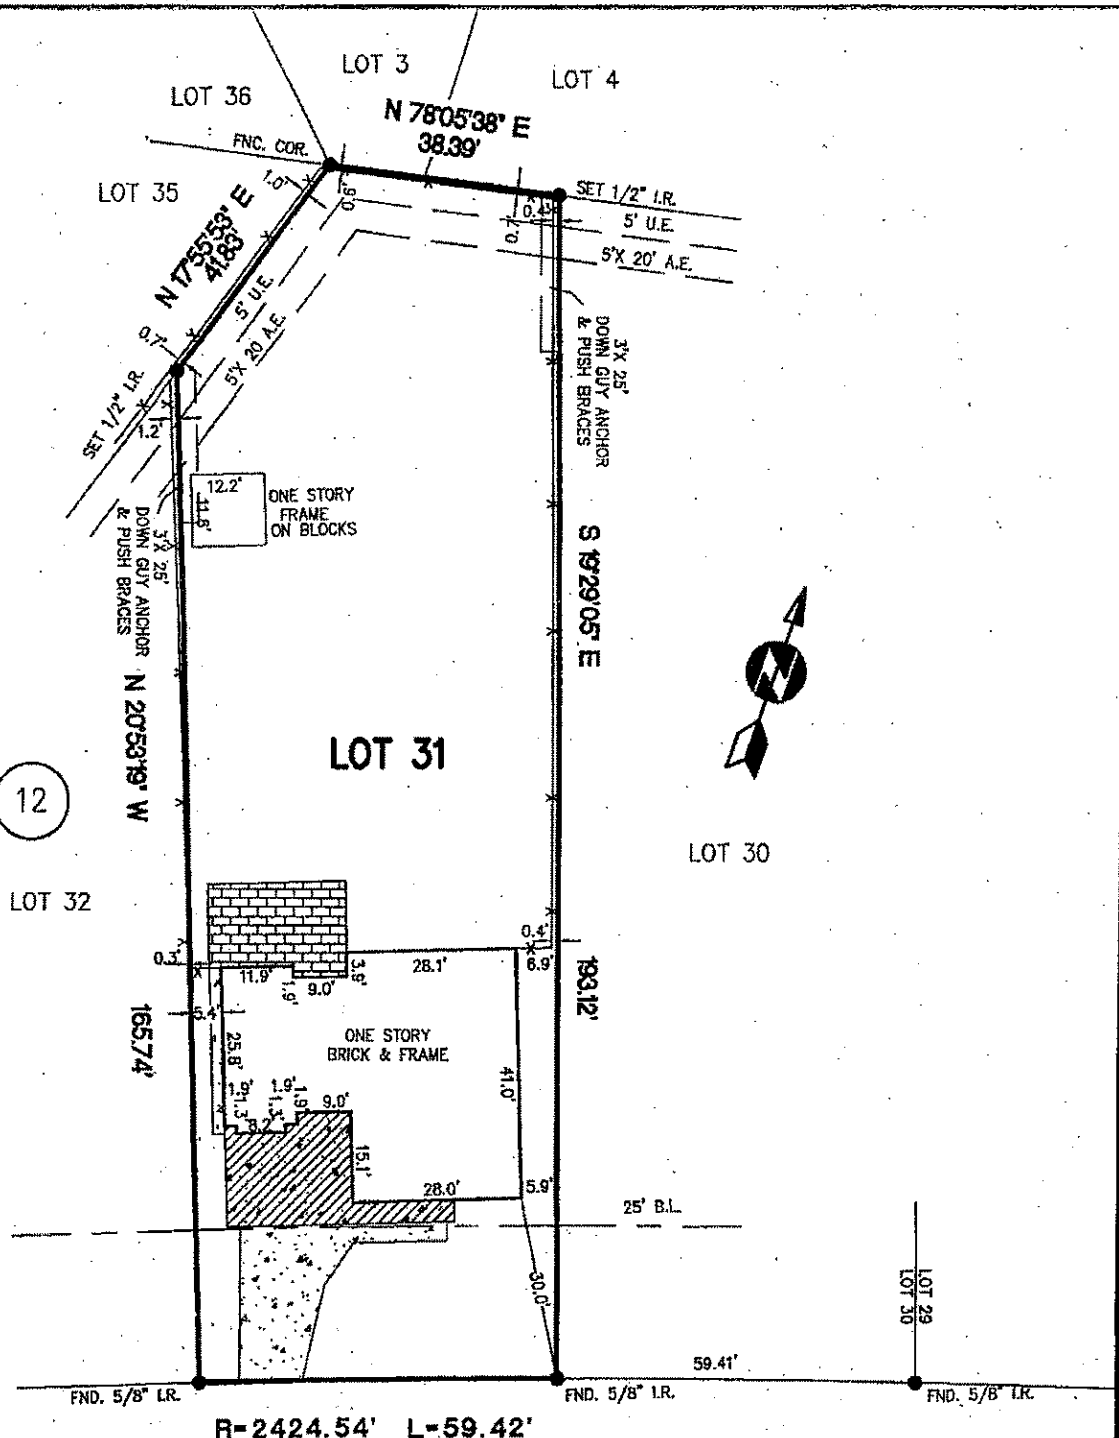 LOT 3
LOT 4
LOT 36
N 78°05'38" E
38.39'
FNC. COR.
LOT 35
1.0'
0.9'
SET 1/2" I.R.
0.4'
5' U.E.
0.7'
5'X 20' A.E.
N 17°55'53" E
41.83'
5' U.E.
5'X 20 A.E.
0.7'
SET 1/2" I.R.
1.2'
3'X 25'
DOWN GUY ANCHOR
& PUSH BRACES
12.2'
11.8'
ONE STORY
FRAME
ON BLOCKS
3'X 25'
DOWN GUY ANCHOR
& PUSH BRACES
S 19°29'05" E
N 20°53'19" W
LOT 31
12
LOT 30
LOT 32
0.3'
11.9'
1.9'
9.0'
3.9'
28.1'
0.4'
6.9'
193.12'
165.74'
5.4'
25.8'
ONE STORY
BRICK & FRAME
41.0'
1.9'
1.3'
8.2'
1.9'
1.3'
1.9'
9.0'
15.1'
28.0'
5.9'
25' B.L.
30.0'
LOT 29
LOT 30
59.41'
FND. 5/8" I.R.
FND. 5/8" I.R.
FND. 5/8" I.R.
R=2424.54' L=59.42'